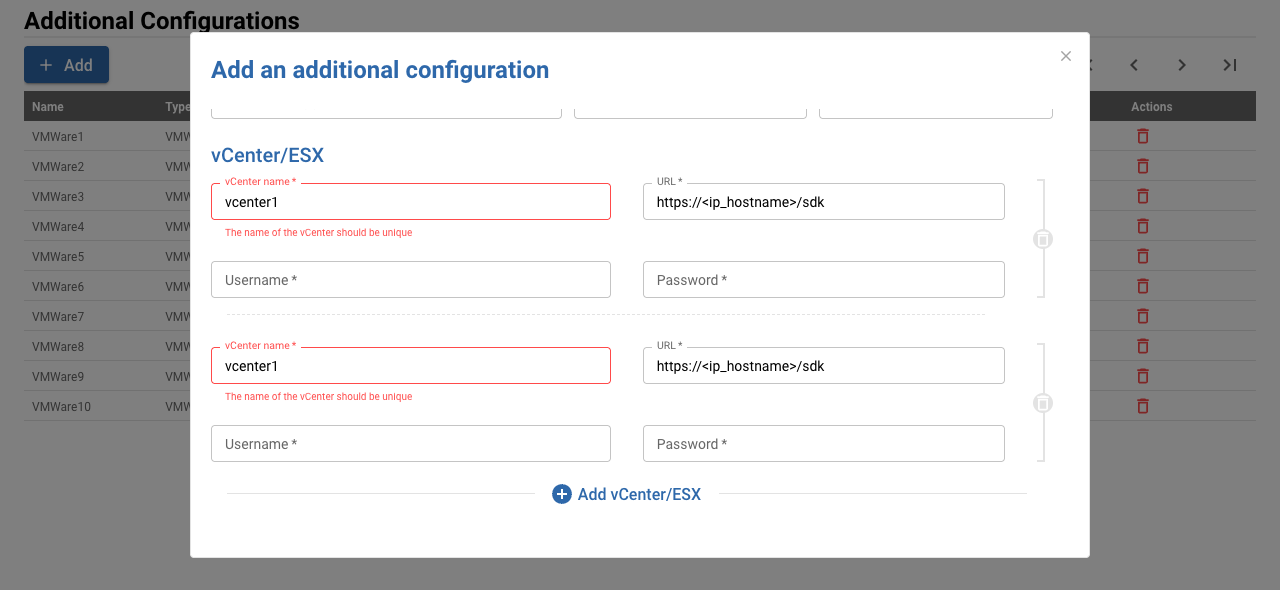 Additional Configurations
Add
Add an additional configuration
Name
Type
Actions
VMWare1
VMW
VMWare2
VMW
VMWare3
VMW
VMWare4
VMW
VMWare5
VMW
VMWare6
VMW
VMWare7
VMW
VMWare8
VMW
VMWare9
VMW
VMWare10
VMW
vCenter/ESX
vCenter name *
URL *
vcenter1
https://<ip_hostname>/sdk
The name of the vCenter should be unique
Username *
Password *
vCenter name *
URL *
vcenter1
https://<ip_hostname>/sdk
The name of the vCenter should be unique
Username *
Password *
Add vCenter/ESX